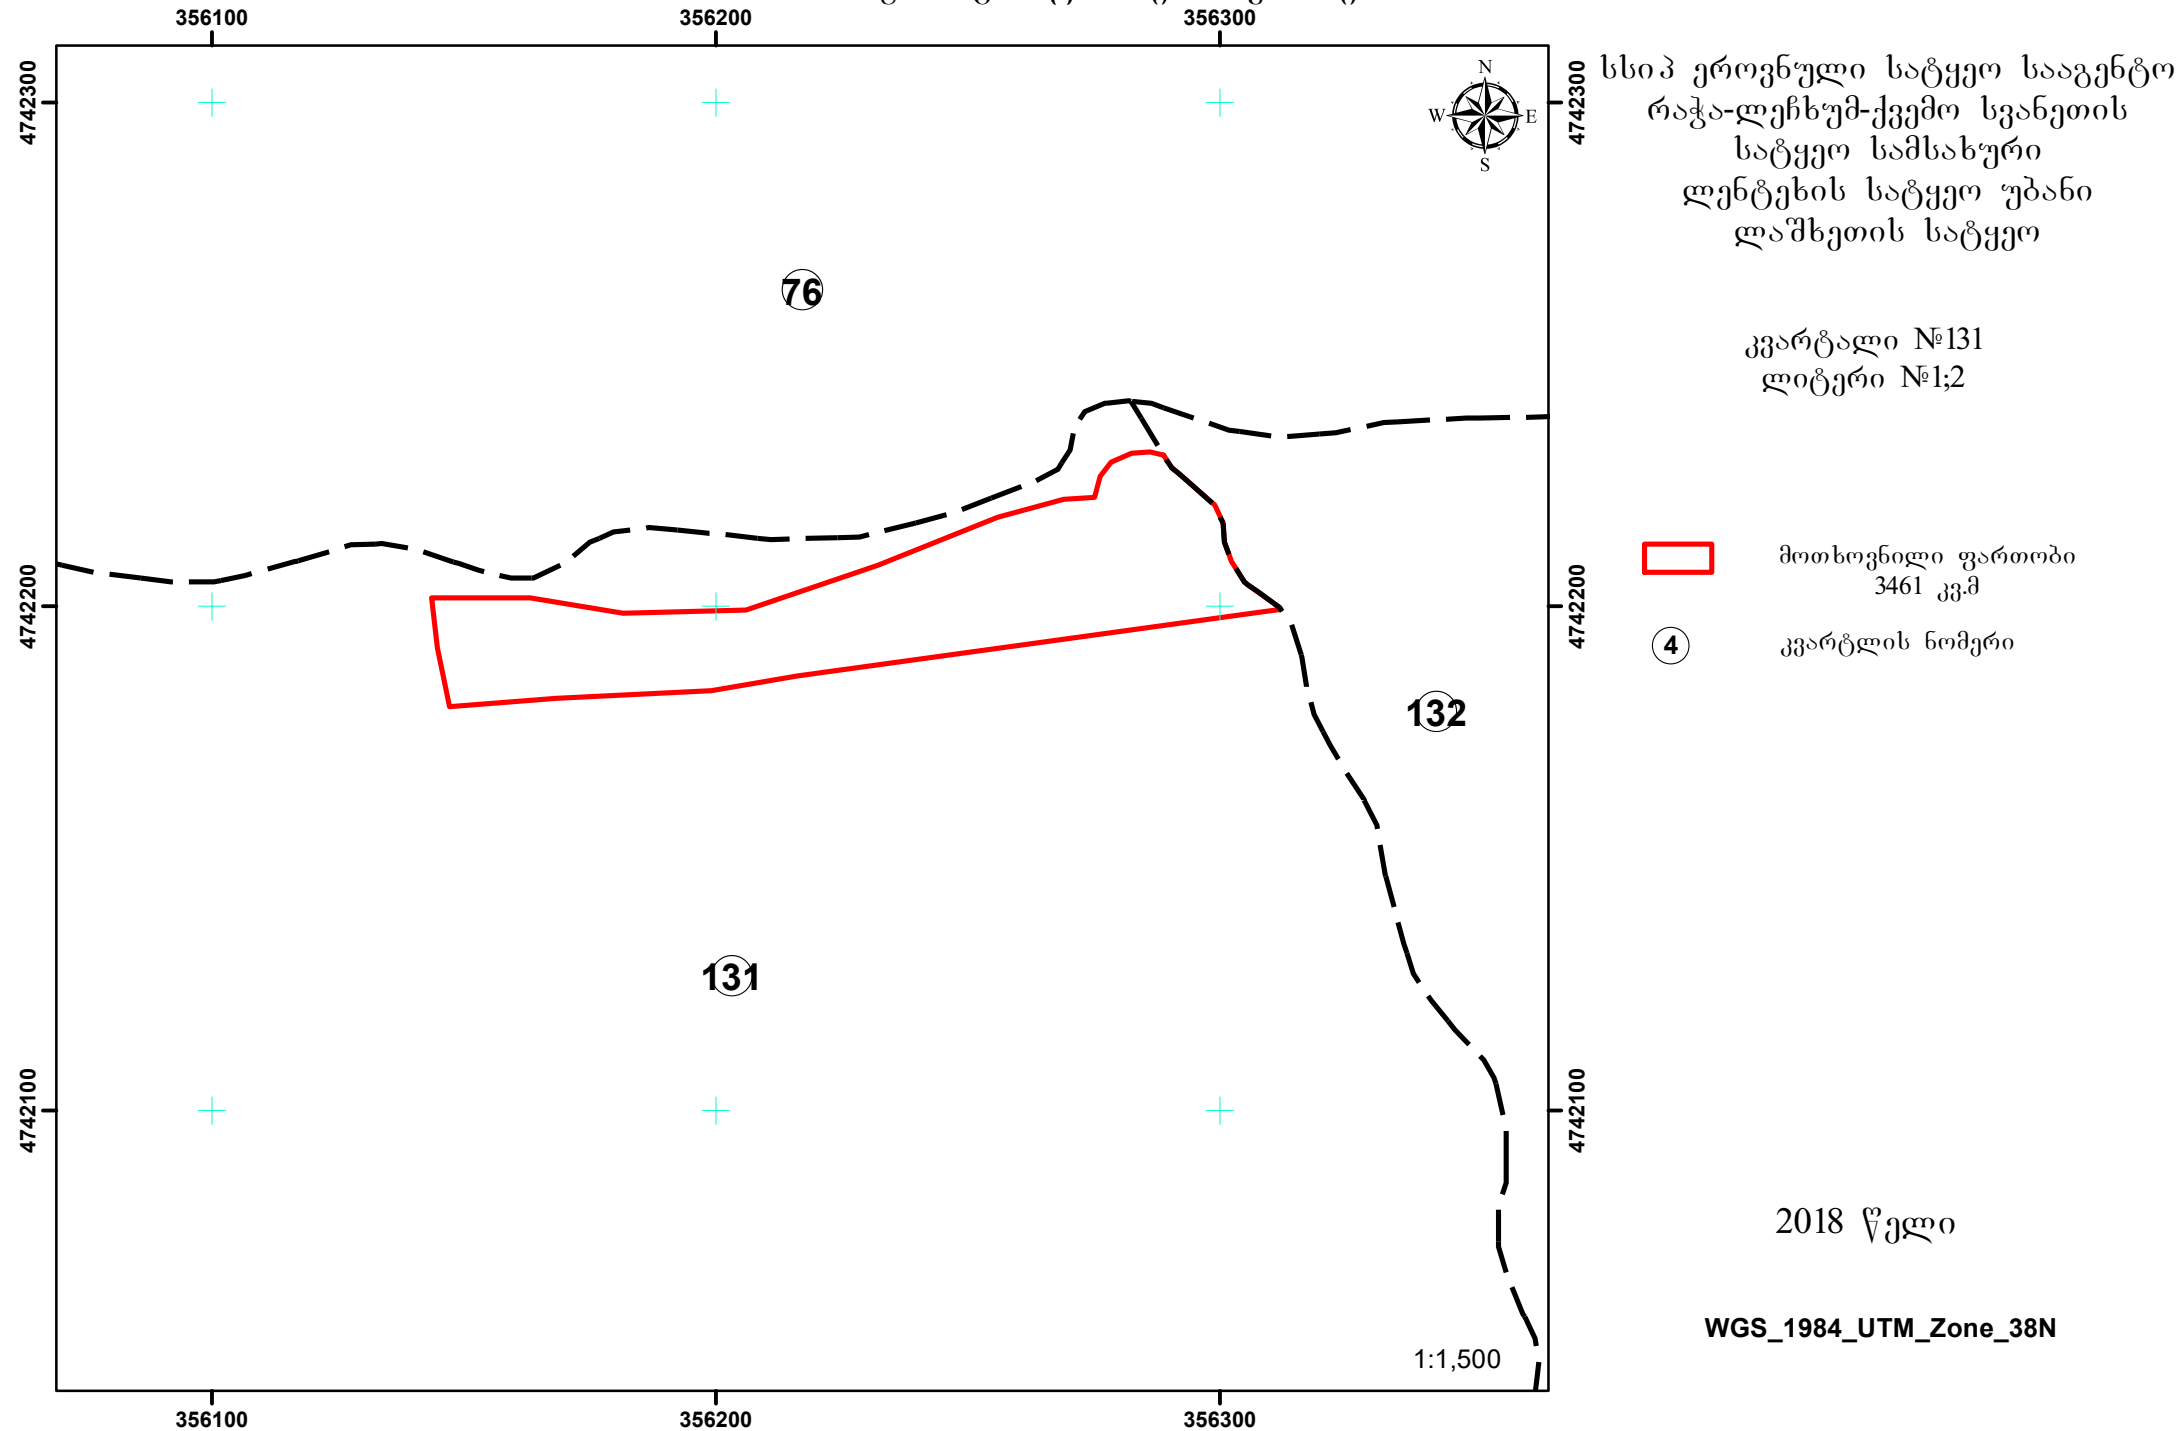 356100
356200
356300
4742300
4742300
N
W
E
S
სსიპ ეროვნული სატყეო სააგენტო
რაჭა-ლეჩხუმ-ქვემო სვანეთის
სატყეო სამსახური
ლენტეხის სატყეო უბანი
ლაშხეთის სატყეო
76
კვარტალი №131
ლიტერი №1;2
4742200
4742200
მოთხოვნილი ფართობი
3461 კვ.მ
4
კვარტლის ნომერი
132
131
4742100
4742100
2018 წელი
WGS_1984_UTM_Zone_38N
1:1,500
356100
356200
356300